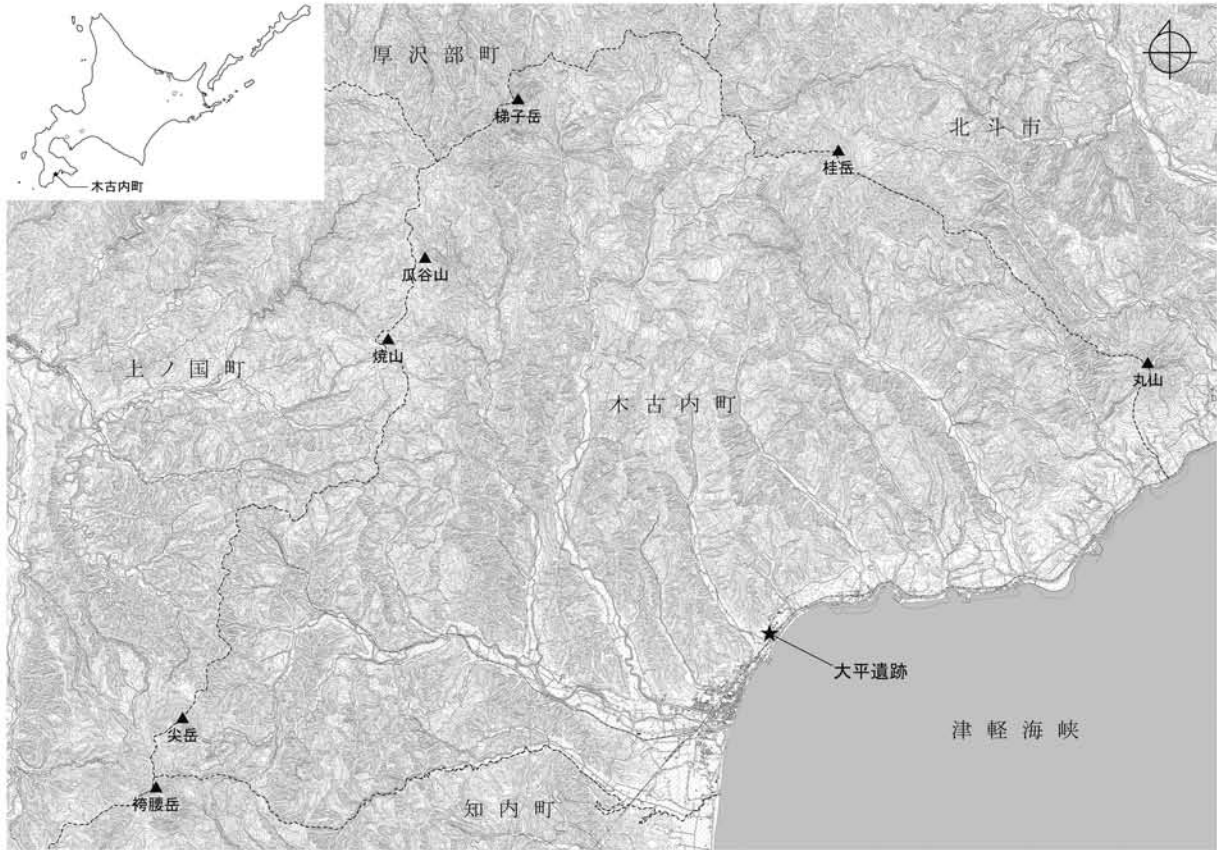 厚沢部町
梯子岳
北斗市
桂岳
木古内町
瓜谷山
焼山
上ノ国町
丸山
木古内町
大平遺跡
尖岳
津軽海峡
袴腰岳
知内町